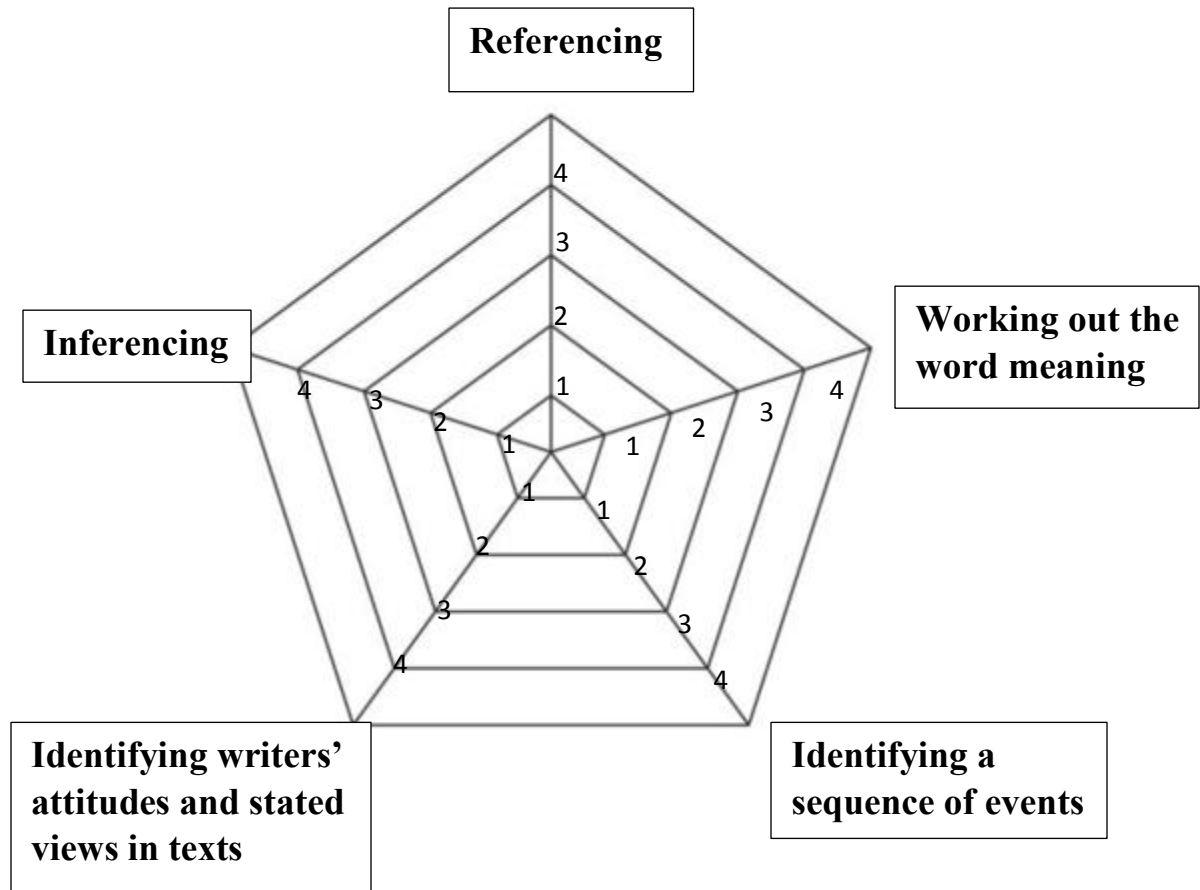 Referencing
4
3
2
1
Inferencing
4
3
2
1
Working out the
word meaning
1
2
3
4
1
2
3
4
1
2
3
4
Identifying writers’
attitudes and stated
views in texts
Identifying a
sequence of events